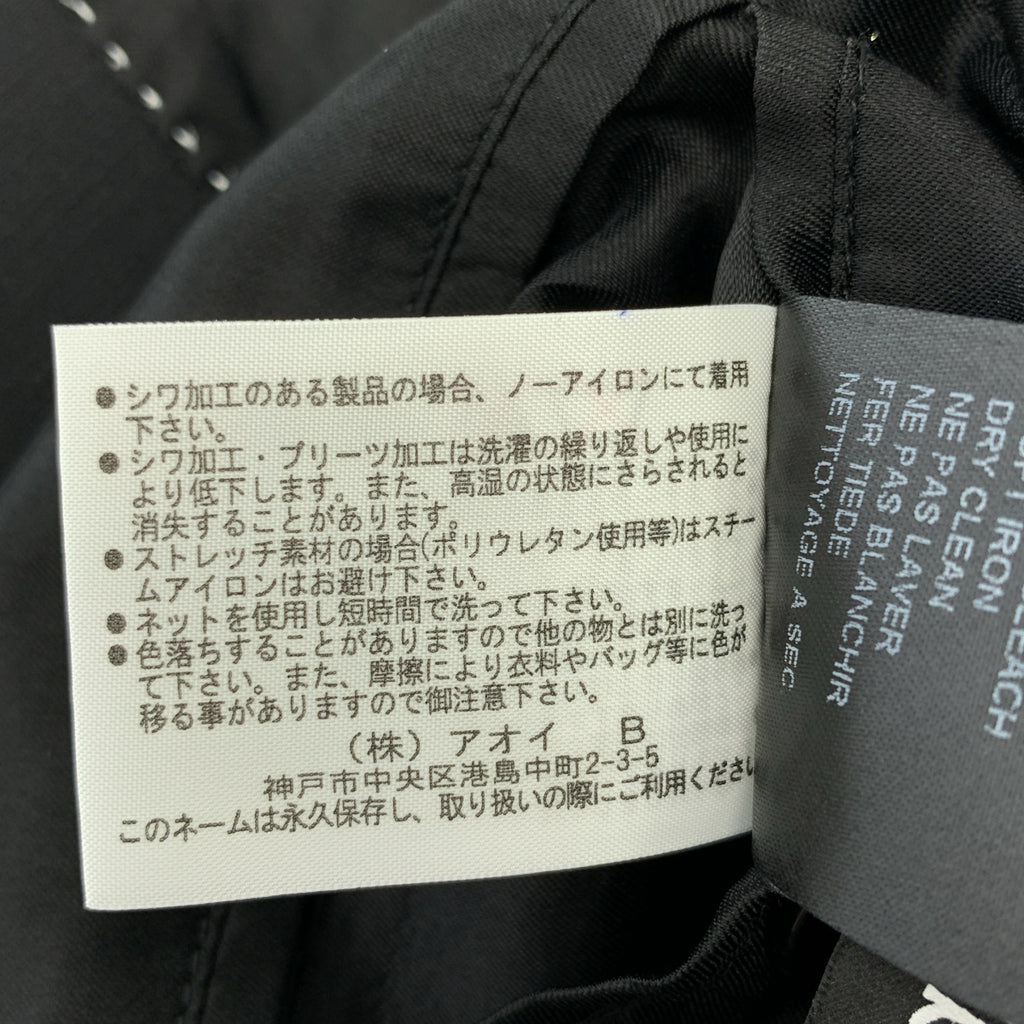 ● シワ加工のある製品の場合、ノーアイロンにて着用
下さい。
● シワ加工・プリーツ加工は洗濯の繰り返しや使用に
より低下します。また、高湿の状態にさらされると
消失することがあります。
● ストレッチ素材の場合(ポリウレタン使用等)はスチー
ムアイロンはお避け下さい。
● ネットを使用し短時間で洗って下さい。
● 色落ちすることがありますので他の物とは別に洗っ
て下さい。また、摩擦により衣料やバッグ等に色が
移る事がありますので御注意下さい。
(株) アオイ B
神戸市中央区港島中町2-3-5
このネームは永久保存し、取り扱いの際にご利用ください
IRON
DRY CLEAN
NE PAS LAVER
NE PAS BLANCHIR
FER TIEDE
NETTOYAGE A SEC